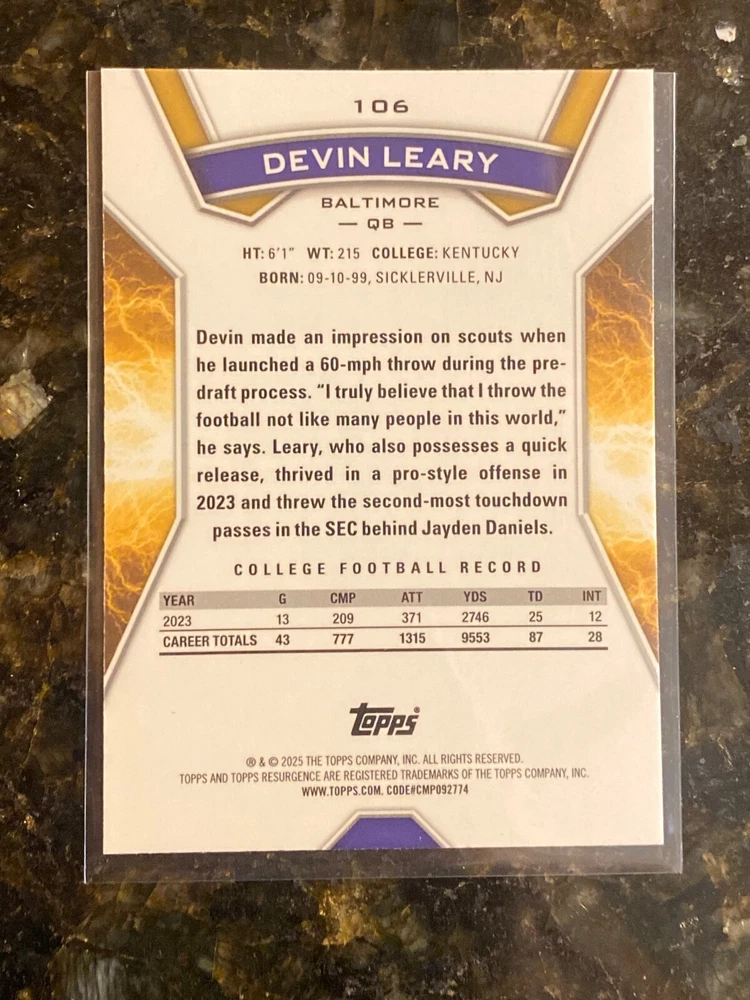 106
DEVIN LEARY
BALTIMORE
— QB —
HT: 6'1" WT: 215 COLLEGE: KENTUCKY
BORN: 09-10-99, SICKLERVILLE, NJ
Devin made an impression on scouts when
he launched a 60-mph throw during the pre-
draft process. “I truly believe that I throw the
football not like many people in this world,”
he says. Leary, who also possesses a quick
release, thrived in a pro-style offense in
2023 and threw the second-most touchdown
passes in the SEC behind Jayden Daniels.
COLLEGE FOOTBALL RECORD
YEAR G CMP ATT YDS TD INT
2023 13 209 371 2746 25 12
CAREER TOTALS 43 777 1315 9553 87 28
Topps®
® & © 2025 THE TOPPS COMPANY, INC. ALL RIGHTS RESERVED.
TOPPS AND TOPPS RESURGENCE ARE REGISTERED TRADEMARKS OF THE TOPPS COMPANY, INC.
WWW.TOPPS.COM. CODE#CMP092774